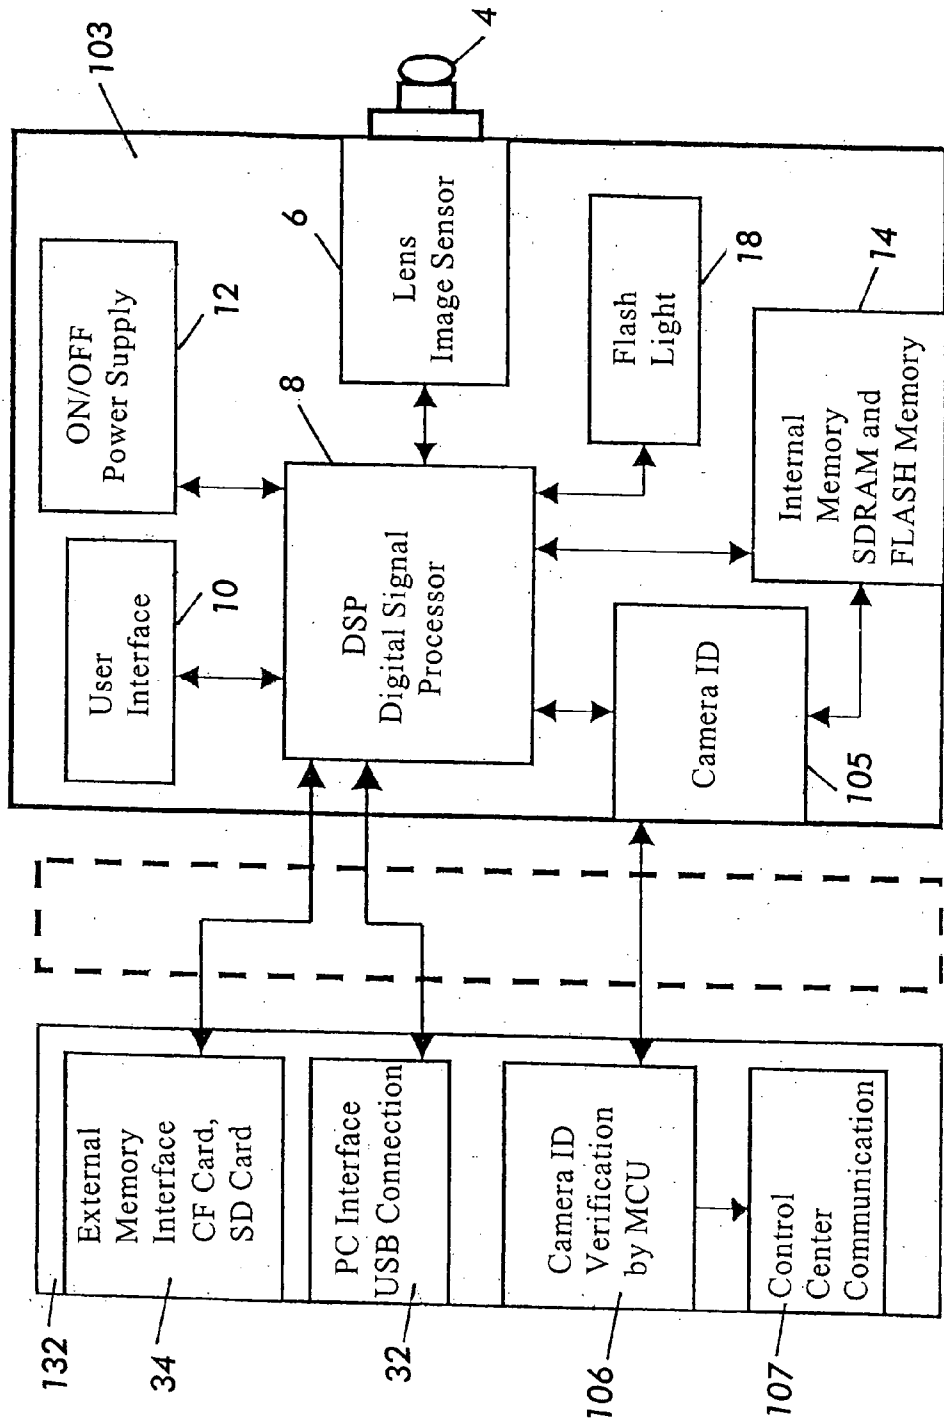 132
External
Memory
Interface
CF Card,
SD Card
34
PC Interface
USB Connection
32
Camera ID
Verification
by MCU
106
Control
Center
Communication
107
103
User
Interface
10
ON/OFF
Power Supply
12
DSP
Digital Signal
Processor
8
Lens
Image Sensor
6
4
Camera ID
105
Flash
Light
18
Internal
Memory
SDRAM and
FLASH Memory
14